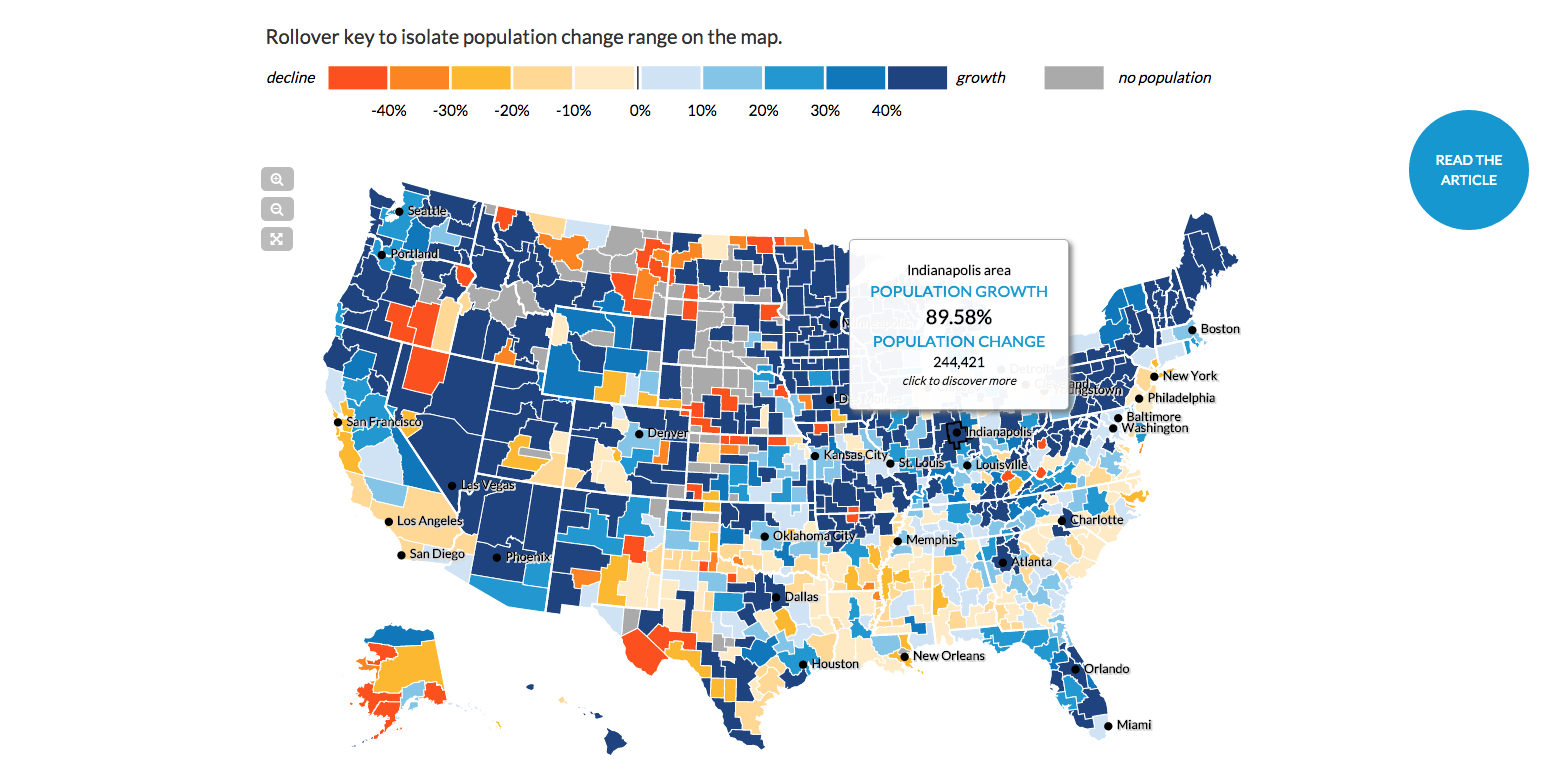 Rollover key to isolate population change range on the map.
decline
growth
no population
-40% -30% -20% -10% 0% 10% 20% 30% 40%
READ THE
ARTICLE
Seattle
Portland
Indianapolis area
POPULATION GROWTH
89.58%
POPULATION CHANGE
244,421
click to discover more
Boston
Detroit
New York
Philadelphia
Baltimore
Washington
San Francisco
Denver
Indianapolis
Kansas City
St. Louis
Louisville
Las Vegas
Los Angeles
Charlotte
Oklahoma City
Memphis
San Diego
Phoenix
Atlanta
Dallas
New Orleans
Houston
Orlando
Miami